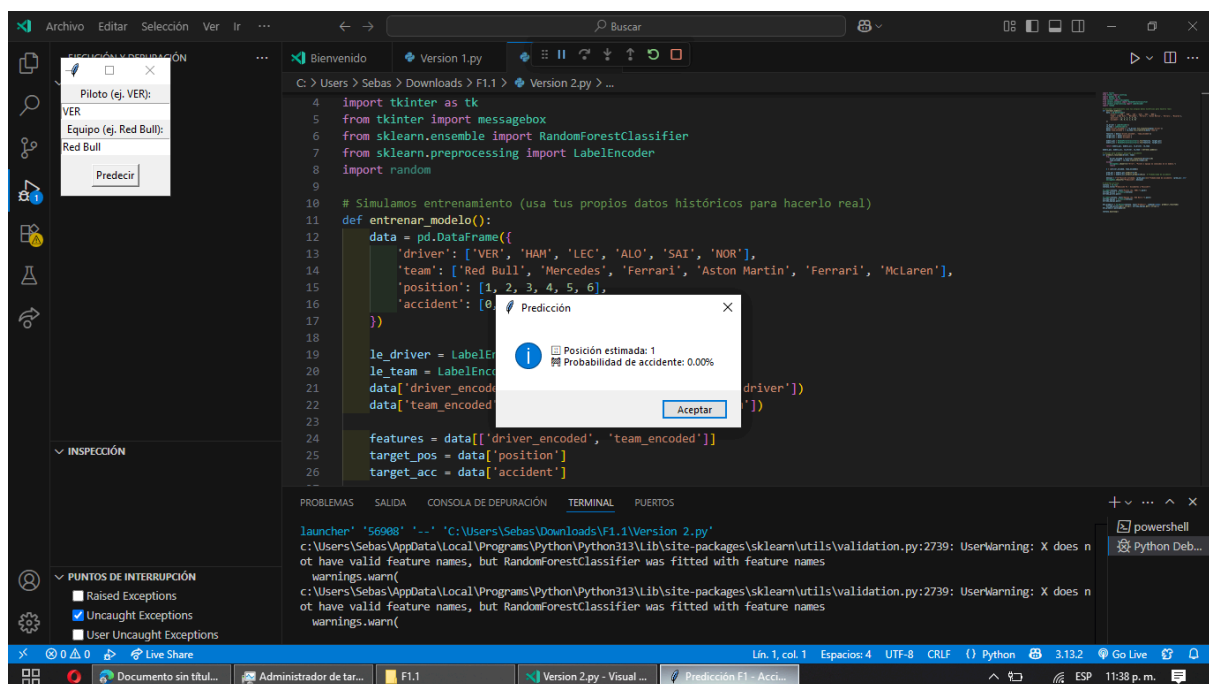 Archivo Editar Selección Ver Ir ···
Buscar
EJECUCIÓN Y DEPURACIÓN ···
Piloto (ej. VER):
VER
Equipo (ej. Red Bull):
Red Bull
Predecir
Bienvenido Version 1.py
C: > Users > Sebas > Downloads > F1.1 > Version 2.py > ...
4 import tkinter as tk
5 from tkinter import messagebox
6 from sklearn.ensemble import RandomForestClassifier
7 from sklearn.preprocessing import LabelEncoder
8 import random
9
10 # Simulamos entrenamiento (usa tus propios datos históricos para hacerlo real)
11 def entrenar_modelo():
12 data = pd.DataFrame({
13 'driver': ['VER', 'HAM', 'LEC', 'ALO', 'SAI', 'NOR'],
14 'team': ['Red Bull', 'Mercedes', 'Ferrari', 'Aston Martin', 'Ferrari', 'McLaren'],
15 'position': [1, 2, 3, 4, 5, 6],
16 'accident': [0,
17 })
18
19 le_driver = LabelEn
20 le_team = LabelEnco
21 data['driver_encode driver'])
22 data['team_encoded' '])
23
24 features = data[['driver_encoded', 'team_encoded']]
25 target_pos = data['position']
26 target_acc = data['accident']
Predicción
Posición estimada: 1
Probabilidad de accidente: 0.00%
Aceptar
INSPECCIÓN
PUNTOS DE INTERRUPCIÓN
Raised Exceptions
Uncaught Exceptions
User Uncaught Exceptions
PROBLEMAS SALIDA CONSOLA DE DEPURACIÓN TERMINAL PUERTOS
launcher' '56908' '--' 'C:\Users\Sebas\Downloads\F1.1\Version 2.py'
c:\Users\Sebas\AppData\Local\Programs\Python\Python313\Lib\site-packages\sklearn\utils\validation.py:2739: UserWarning: X does n
ot have valid feature names, but RandomForestClassifier was fitted with feature names
warnings.warn(
c:\Users\Sebas\AppData\Local\Programs\Python\Python313\Lib\site-packages\sklearn\utils\validation.py:2739: UserWarning: X does n
ot have valid feature names, but RandomForestClassifier was fitted with feature names
warnings.warn(
powershell
Python Deb...
0 0 Live Share Lín. 1, col. 1 Espacios: 4 UTF-8 CRLF {} Python 3.13.2 Go Live
Documento sin títul... Administrador de tar... F1.1 Version 2.py - Visual ... Predicción F1 - Acci... ESP 11:38 p. m.